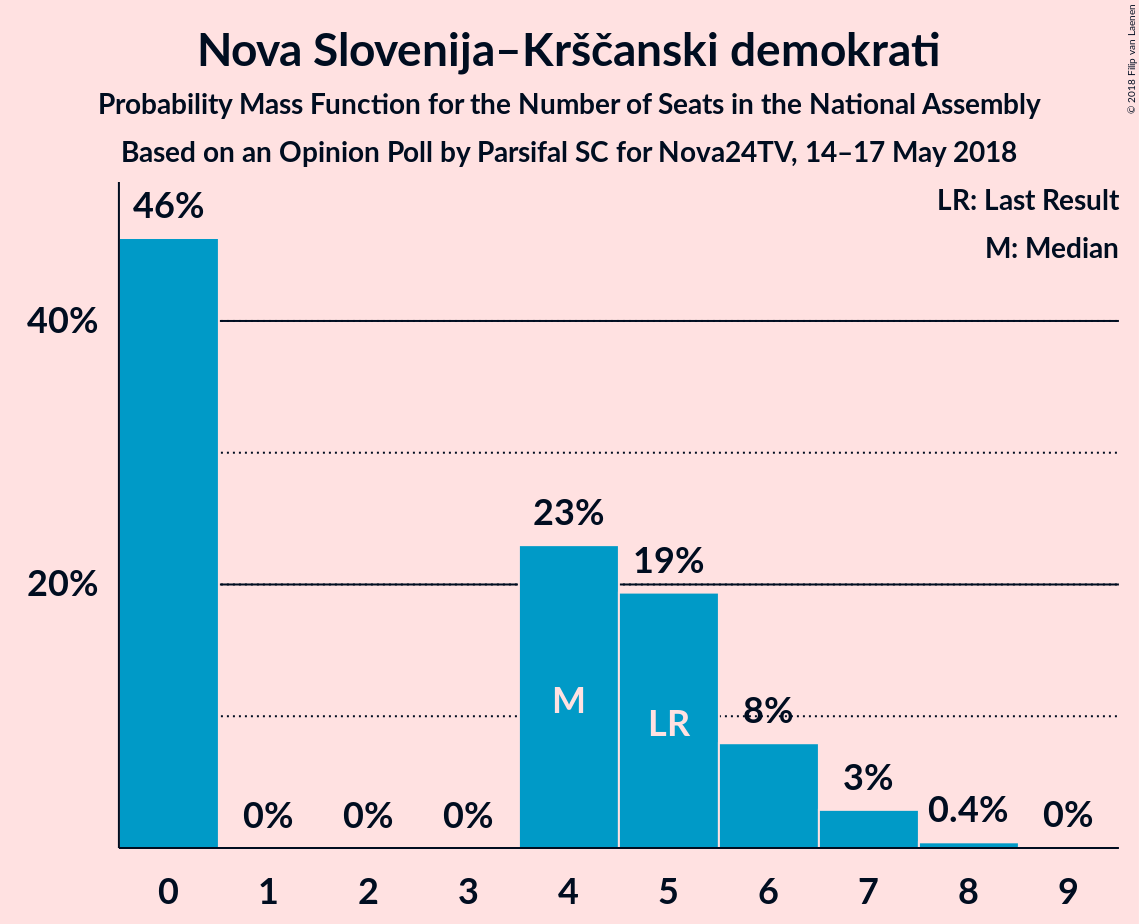 Nova Slovenija–Krščanski demokrati
Probability Mass Function for the Number of Seats in the National Assembly
Based on an Opinion Poll by Parsifal SC for Nova24TV, 14–17 May 2018
© 2018 Filip van Laenen
LR: Last Result
M: Median
46%
40%
23%
19%
20%
M
LR
8%
3%
0%
0%
0%
0.4%
0%
0 1 2 3 4 5 6 7 8 9